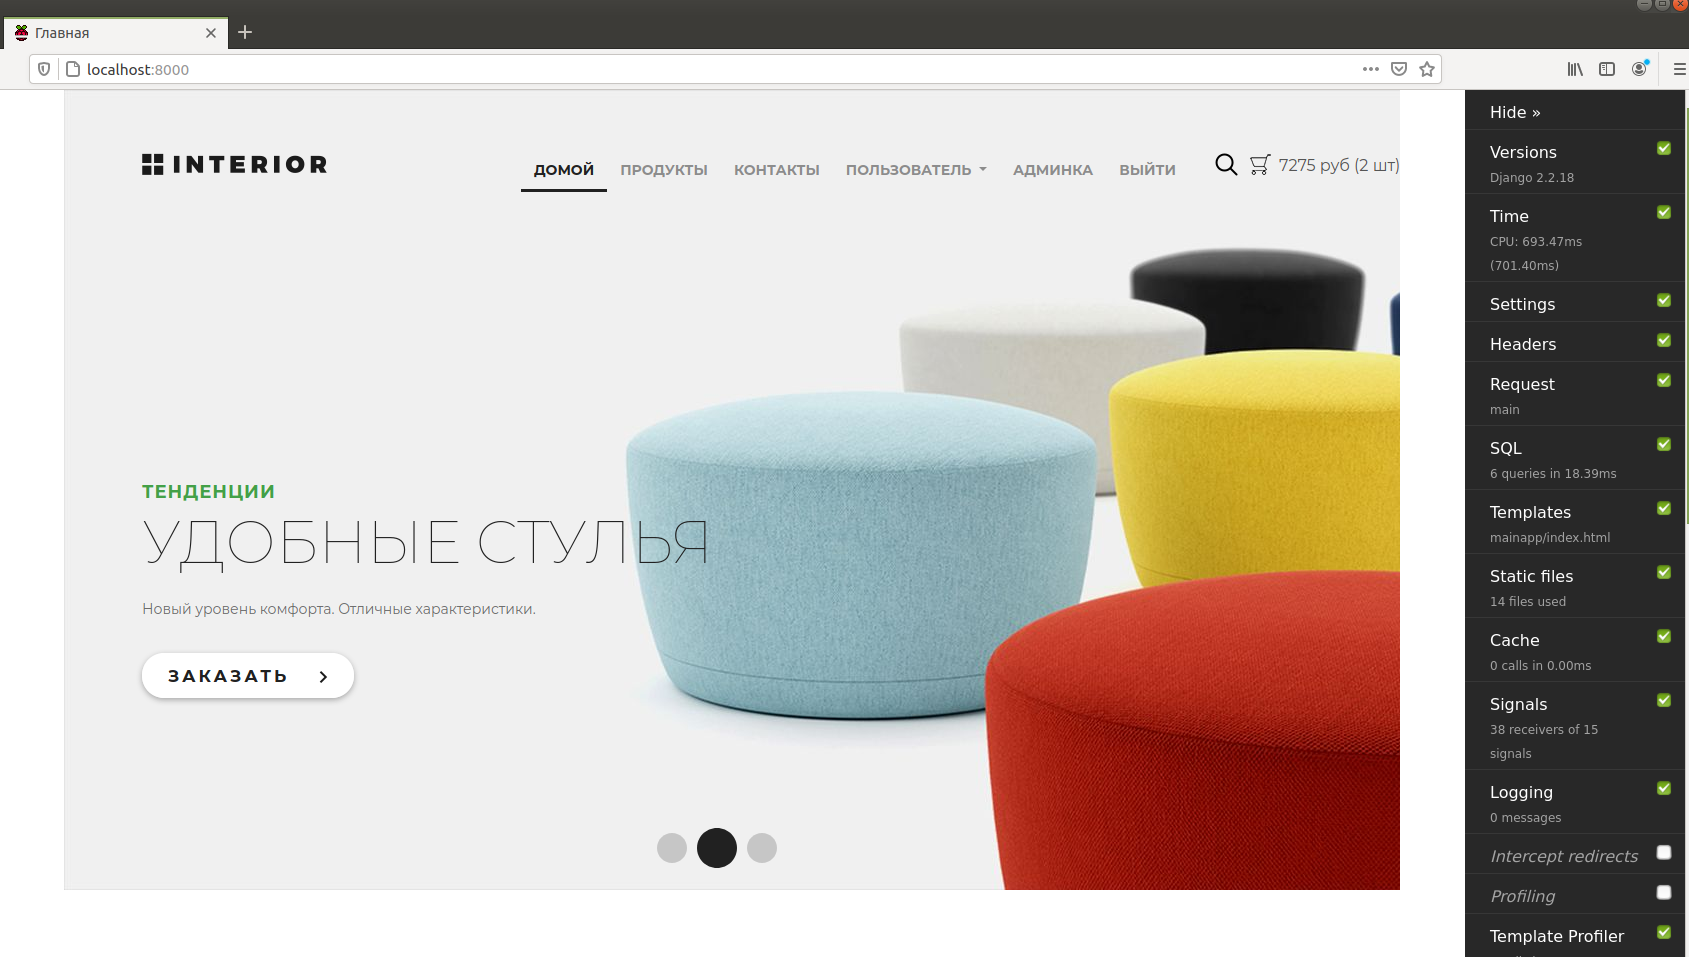 Главная
localhost:8000
INTERIOR
ДОМОЙ ПРОДУКТЫ КОНТАКТЫ ПОЛЬЗОВАТЕЛЬ АДМИНКА ВЫЙТИ 7275 руб (2 шт)
ТЕНДЕНЦИИ
УДОБНЫЕ СТУЛЬЯ
Новый уровень комфорта. Отличные характеристики.
ЗАКАЗАТЬ
Hide »
Versions
Django 2.2.18
Time
CPU: 693.47ms
(701.40ms)
Settings
Headers
Request
main
SQL
6 queries in 18.39ms
Templates
mainapp/index.html
Static files
14 files used
Cache
0 calls in 0.00ms
Signals
38 receivers of 15
signals
Logging
0 messages
Intercept redirects
Profiling
Template Profiler